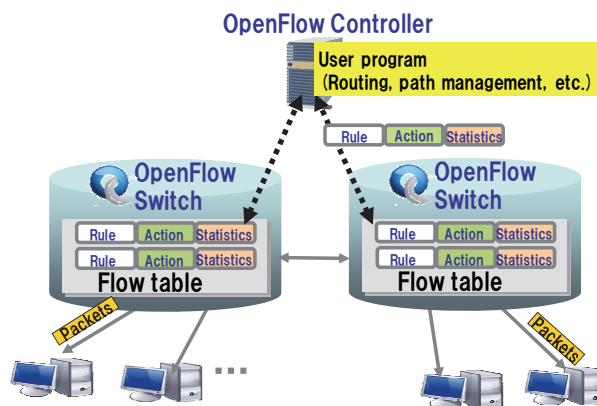 OpenFlow Controller
User program
(Routing, path management, etc.)
Rule Action Statistics
OpenFlow
Switch
Rule Action Statistics
Rule Action Statistics
Flow table
OpenFlow
Switch
Rule Action Statistics
Rule Action Statistics
Flow table
Packets
Packets
...